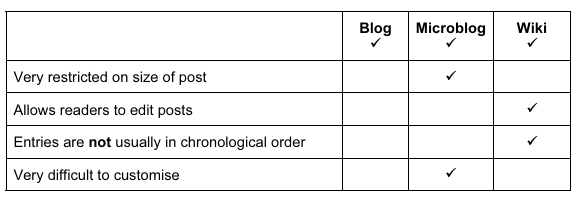 Blog Microblog Wiki
✓ ✓ ✓
Very restricted on size of post ✓
Allows readers to edit posts ✓
Entries are not usually in chronological order ✓
Very difficult to customise ✓